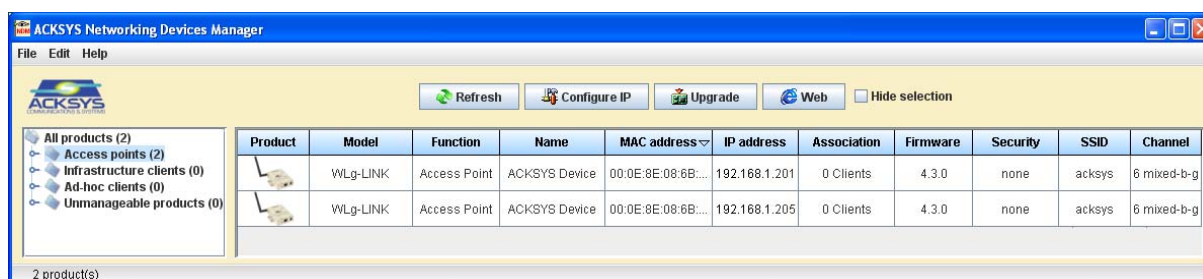 NDM ACKSYS Networking Devices Manager
File Edit Help
ACKSYS
COMMUNICATIONS & SYSTEMS
Refresh Configure IP Upgrade Web Hide selection
All products (2)
Access points (2)
Infrastructure clients (0)
Ad-hoc clients (0)
Unmanageable products (0)
Product Model Function Name MAC address IP address Association Firmware Security SSID Channel
WLg-LINK Access Point ACKSYS Device 00:0E:8E:08:6B:... 192.168.1.201 0 Clients 4.3.0 none acksys 6 mixed-b-g
WLg-LINK Access Point ACKSYS Device 00:0E:8E:08:6B:... 192.168.1.205 0 Clients 4.3.0 none acksys 6 mixed-b-g
2 product(s)